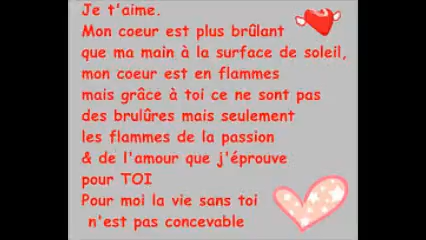 Je t'aime.
Mon coeur est plus brûlant
que ma main à la surface de soleil,
mon coeur est en flammes
mais grâce à toi ce ne sont pas
des brulûres mais seulement
les flammes de la passion
& de l'amour que j'éprouve
pour TOI
Pour moi la vie sans toi
n'est pas concevable